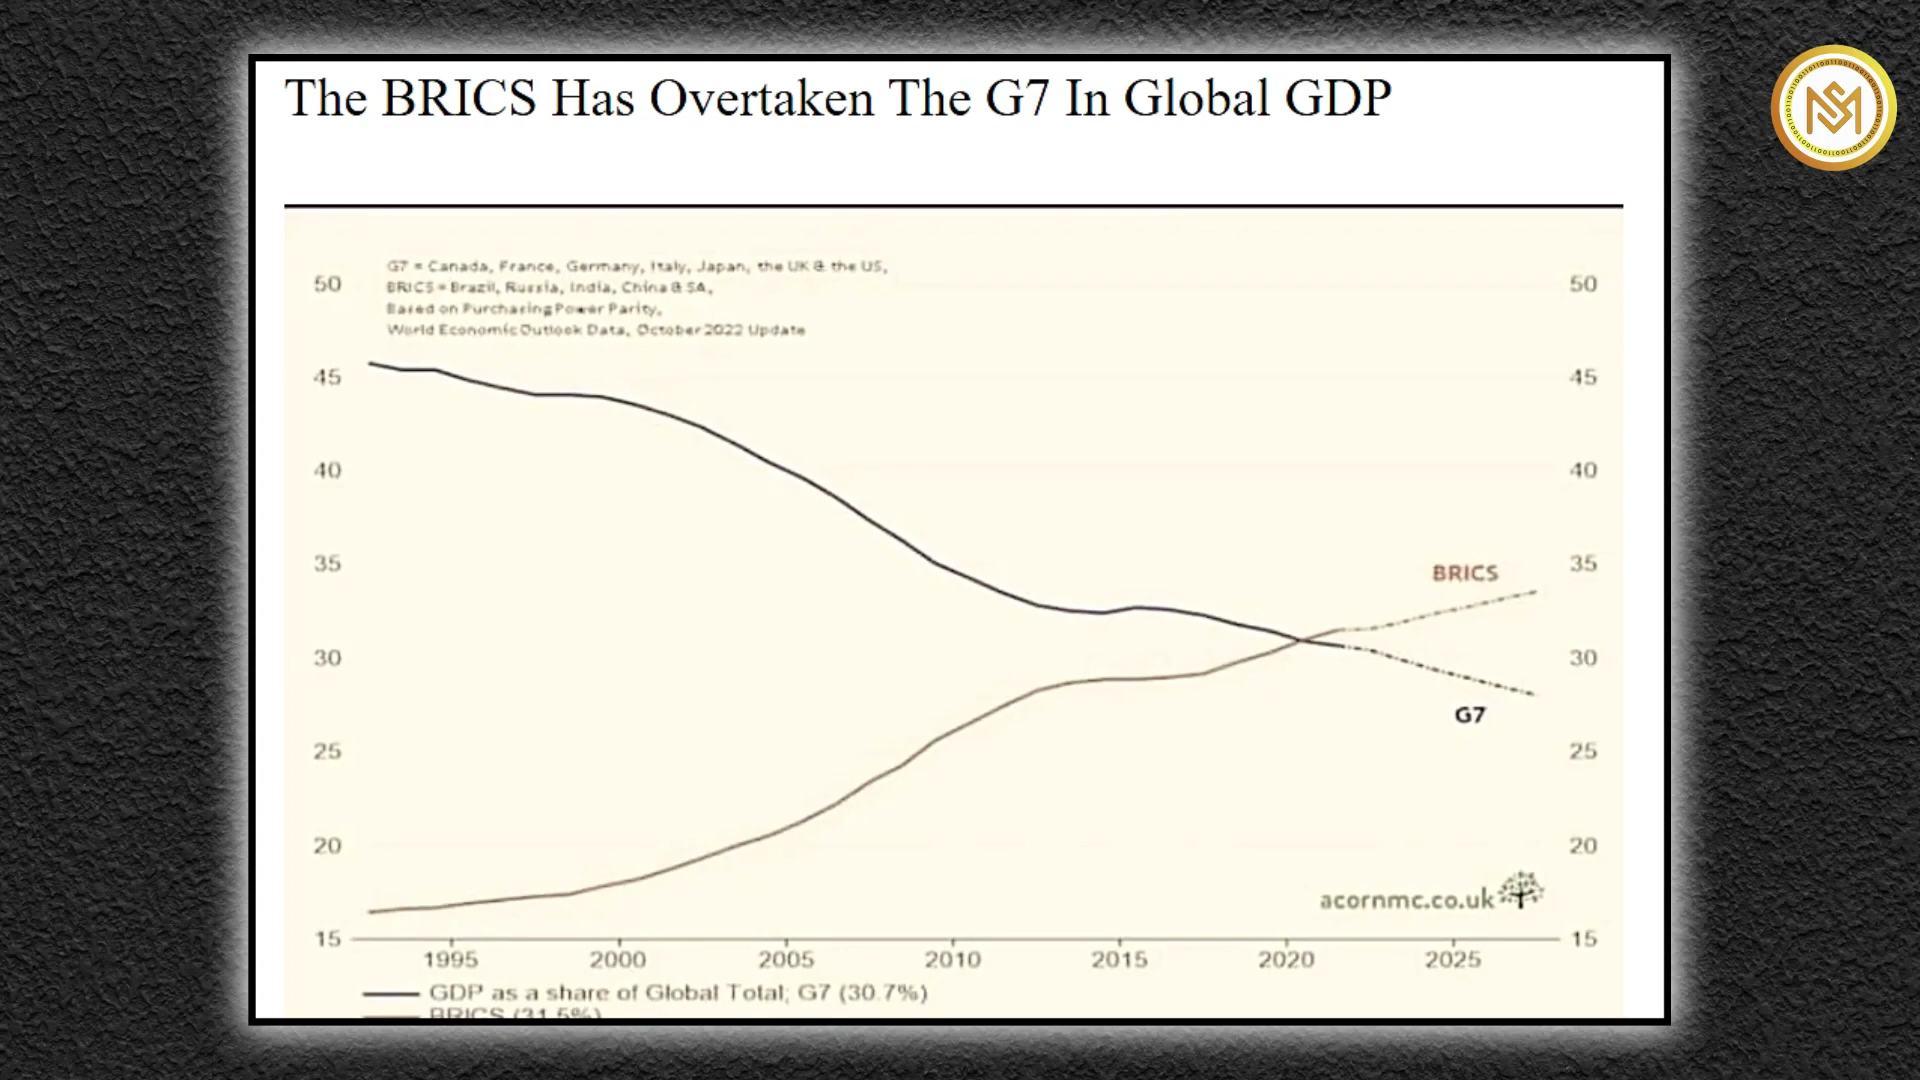 The BRICS Has Overtaken The G7 In Global GDP
G7 = Canada, France, Germany, Italy, Japan, the UK & the US,
BRICS = Brazil, Russia, India, China & SA,
Based on Purchasing Power Parity,
World Economic Outlook Data, October 2022 Update
50 50
45 45
40 40
35 35
BRICS
30 30
G7
25 25
20 20
acornmc.co.uk
15 15
1995 2000 2005 2010 2015 2020 2025
GDP as a share of Global Total; G7 (30.7%)
BRICS (31.5%)